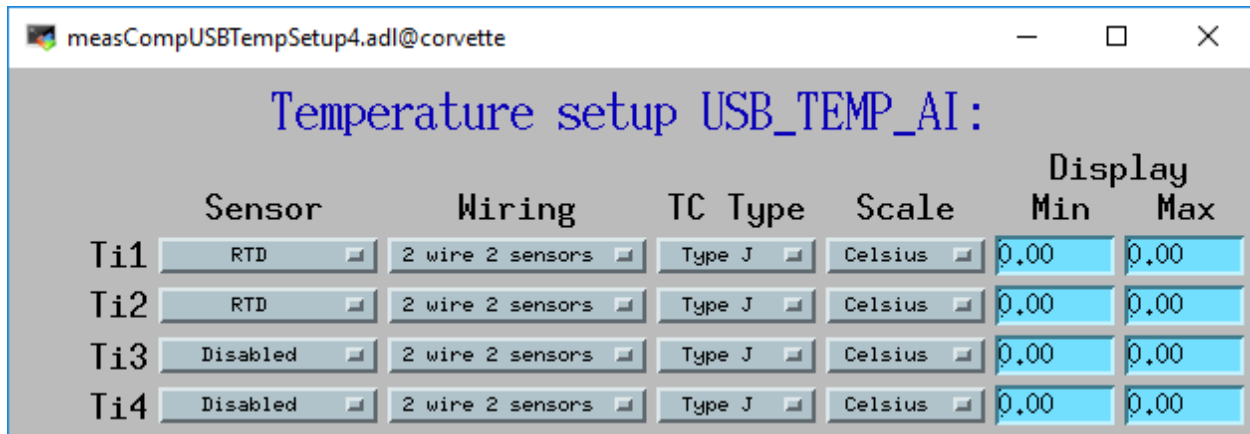 measCompUSBTempSetup4.adl@corvette
Temperature setup USB_TEMP_AI:
Display
Sensor Wiring TC Type Scale Min Max
Ti1 RTD 2 wire 2 sensors Type J Celsius 0.00 0.00
Ti2 RTD 2 wire 2 sensors Type J Celsius 0.00 0.00
Ti3 Disabled 2 wire 2 sensors Type J Celsius 0.00 0.00
Ti4 Disabled 2 wire 2 sensors Type J Celsius 0.00 0.00